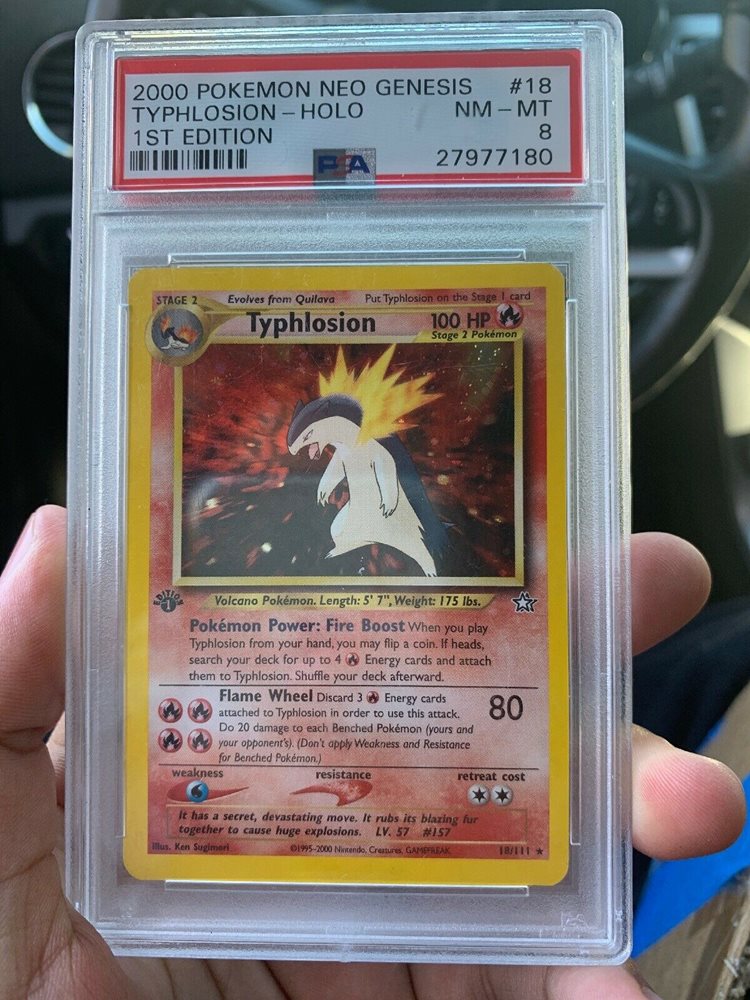 2000 POKEMON NEO GENESIS #18
TYPHLOSION - HOLO NM - MT
1ST EDITION 8
27977180
PSA
STAGE 2 Evolves from Quilava Put Typhlosion on the Stage 1 card
Typhlosion 100 HP
Stage 2 Pokémon
EDITION 1
Volcano Pokémon. Length: 5' 7", Weight: 175 lbs.
Pokémon Power: Fire Boost When you play
Typhlosion from your hand, you may flip a coin. If heads,
search your deck for up to 4 Energy cards and attach
them to Typhlosion. Shuffle your deck afterward.
Flame Wheel Discard 3 Energy cards
attached to Typhlosion in order to use this attack. 80
Do 20 damage to each Benched Pokémon (yours and
your opponent's). (Don't apply Weakness and Resistance
for Benched Pokémon.)
weakness resistance retreat cost
It has a secret, devastating move. It rubs its blazing fur
together to cause huge explosions. LV. 57 #157
Illus. Ken Sugimori ©1995-2000 Nintendo, Creatures, GAMEFREAK. 18/111 ★